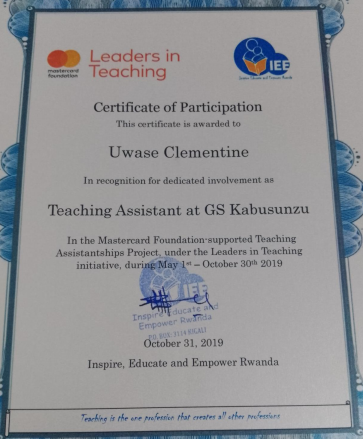 mastercard
foundation
Leaders in
Teaching
IEE
Inspire Educate and Empower Rwanda
Certificate of Participation
This certificate is awarded to
Uwase Clementine
In recognition for dedicated involvement as
Teaching Assistant at GS Kabusunzu
In the Mastercard Foundation-supported Teaching
Assistantships Project, under the Leaders in Teaching
initiative, during May 1st – October 30th 2019
IEE
Inspire Educate and
Empower Rwanda
P.O. BOX: 3114 KIGALI
October 31, 2019
Inspire, Educate and Empower Rwanda
Teaching is the one profession that creates all other professions